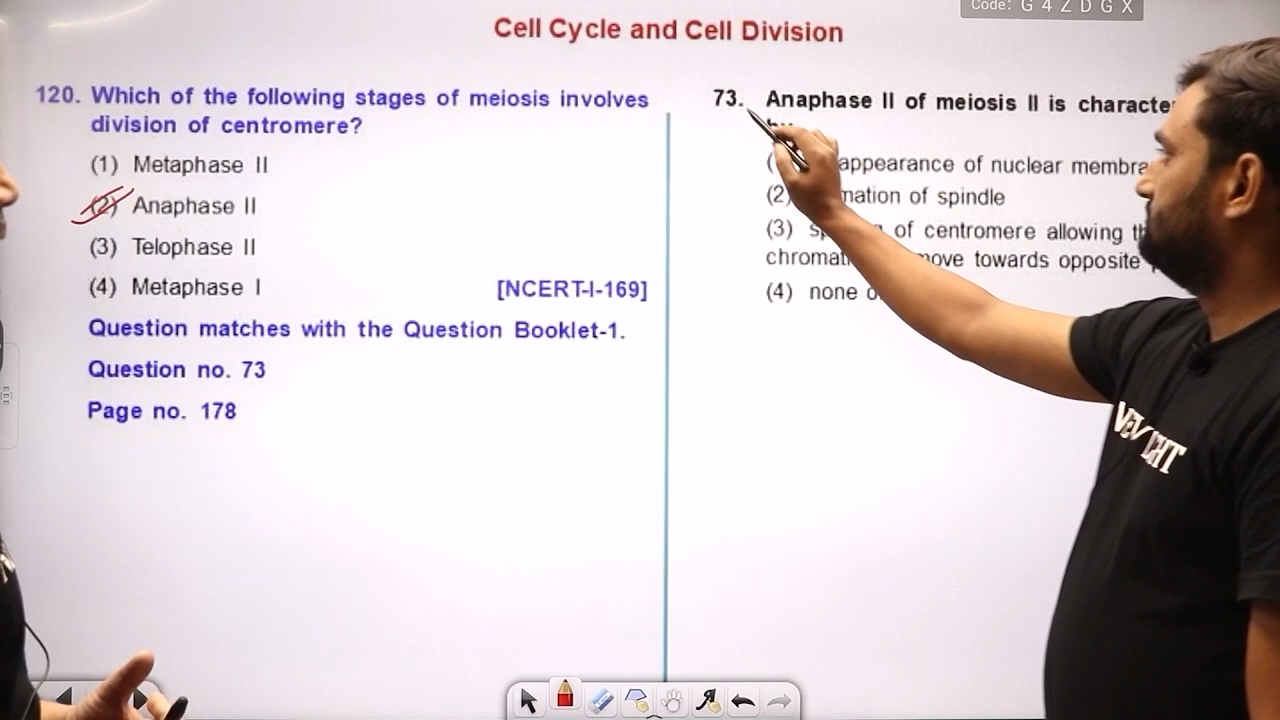 Code: G 4 Z D G X
Cell Cycle and Cell Division
120. Which of the following stages of meiosis involves
division of centromere?
(1) Metaphase II
(2) Anaphase II
(3) Telophase II
(4) Metaphase I [NCERT-I-169]
Question matches with the Question Booklet-1.
Question no. 73
Page no. 178
73. Anaphase II of meiosis II is characte
appearance of nuclear membra
(2) mation of spindle
(3) of centromere allowing
chromat move towards opposite
(4) none